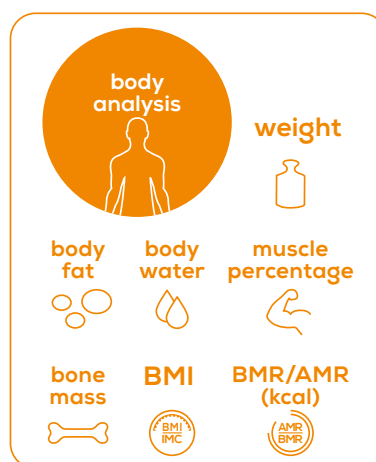 body
analysis
weight
body
fat
body
water
muscle
percentage
bone
mass
BMI
BMR/AMR
(kcal)
BMI
IMC
AMR
BMR